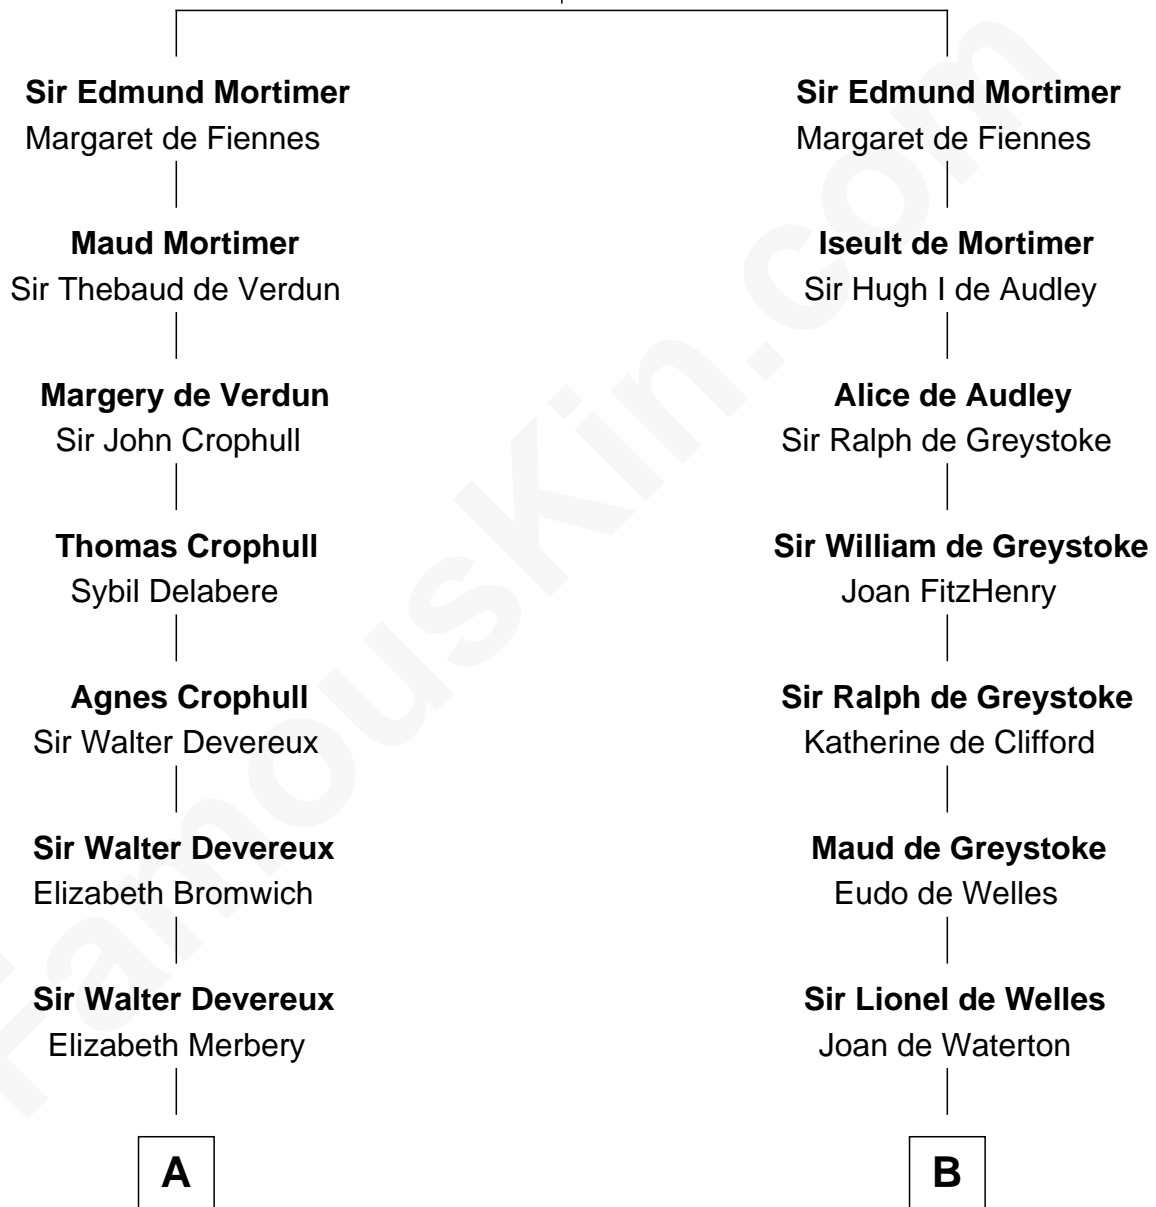 Sir Edmund Mortimer
Margaret de Fiennes
Maud Mortimer
Sir Thebaud de Verdun
Margery de Verdun
Sir John Crophull
Thomas Crophull
Sybil Delabere
Agnes Crophull
Sir Walter Devereux
Sir Walter Devereux
Elizabeth Bromwich
Sir Walter Devereux
Elizabeth Merbery
A
Sir Edmund Mortimer
Margaret de Fiennes
Iseult de Mortimer
Sir Hugh I de Audley
Alice de Audley
Sir Ralph de Greystoke
Sir William de Greystoke
Joan FitzHenry
Sir Ralph de Greystoke
Katherine de Clifford
Maud de Greystoke
Eudo de Welles
Sir Lionel de Welles
Joan de Waterton
B
FamousKin.com